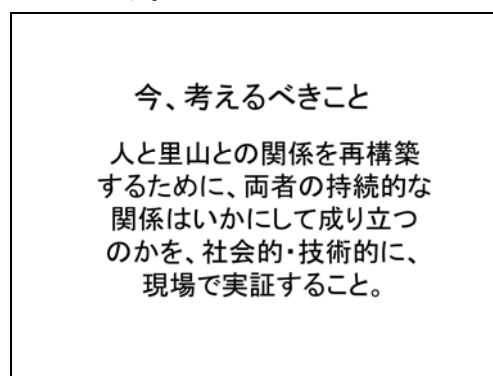 今、考えるべきこと
人と里山との関係を再構築
するために、両者の持続的な
関係はいかにして成り立つ
のかを、社会的・技術的に、
現場で実証すること。